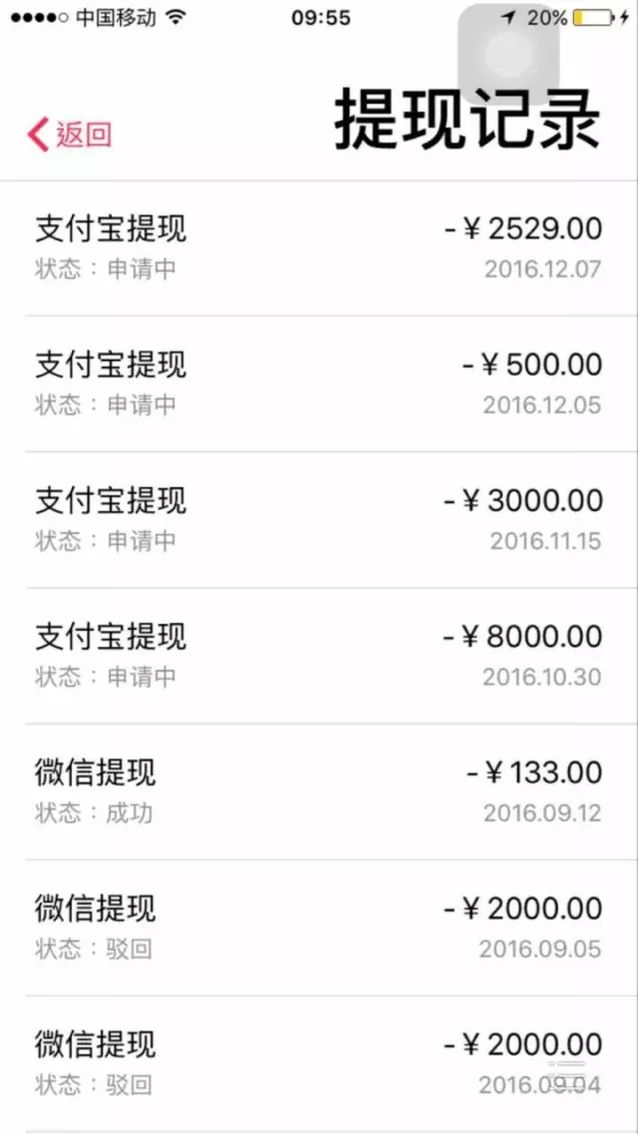 中国移动 09:55 20%
返回 提现记录
支付宝提现 -￥2529.00
状态：申请中 2016.12.07
支付宝提现 -￥500.00
状态：申请中 2016.12.05
支付宝提现 -￥3000.00
状态：申请中 2016.11.15
支付宝提现 -￥8000.00
状态：申请中 2016.10.30
微信提现 -￥133.00
状态：成功 2016.09.12
微信提现 -￥2000.00
状态：驳回 2016.09.05
微信提现 -￥2000.00
状态：驳回 2016.09.04